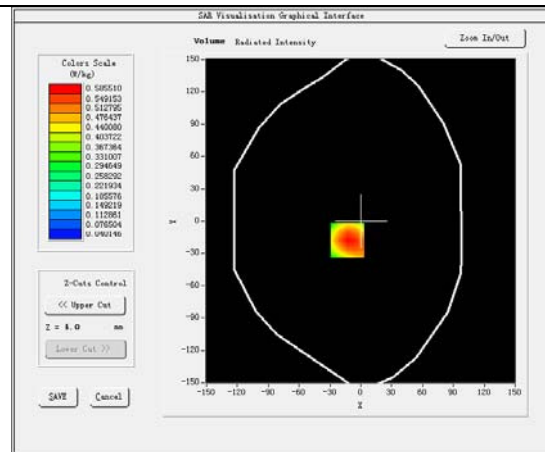 SAR Visualisation Graphical Interface
Volume Radiated Intensity
Zoom In/Out
Colors Scale
(W/kg)
0.585510
0.549153
0.512795
0.476437
0.440080
0.403722
0.367364
0.331007
0.294649
0.258292
0.221934
0.185576
0.149219
0.112861
0.076504
0.040146
Z-Cuts Control
<< Upper Cut
Z = 4.0 mm
Lower Cut >>
SAVE Cancel
150
120
90
60
30
0
-30
-60
-90
-120
-150
Y
-150 -120 -90 -60 -30 0 30 60 90 120 150
X